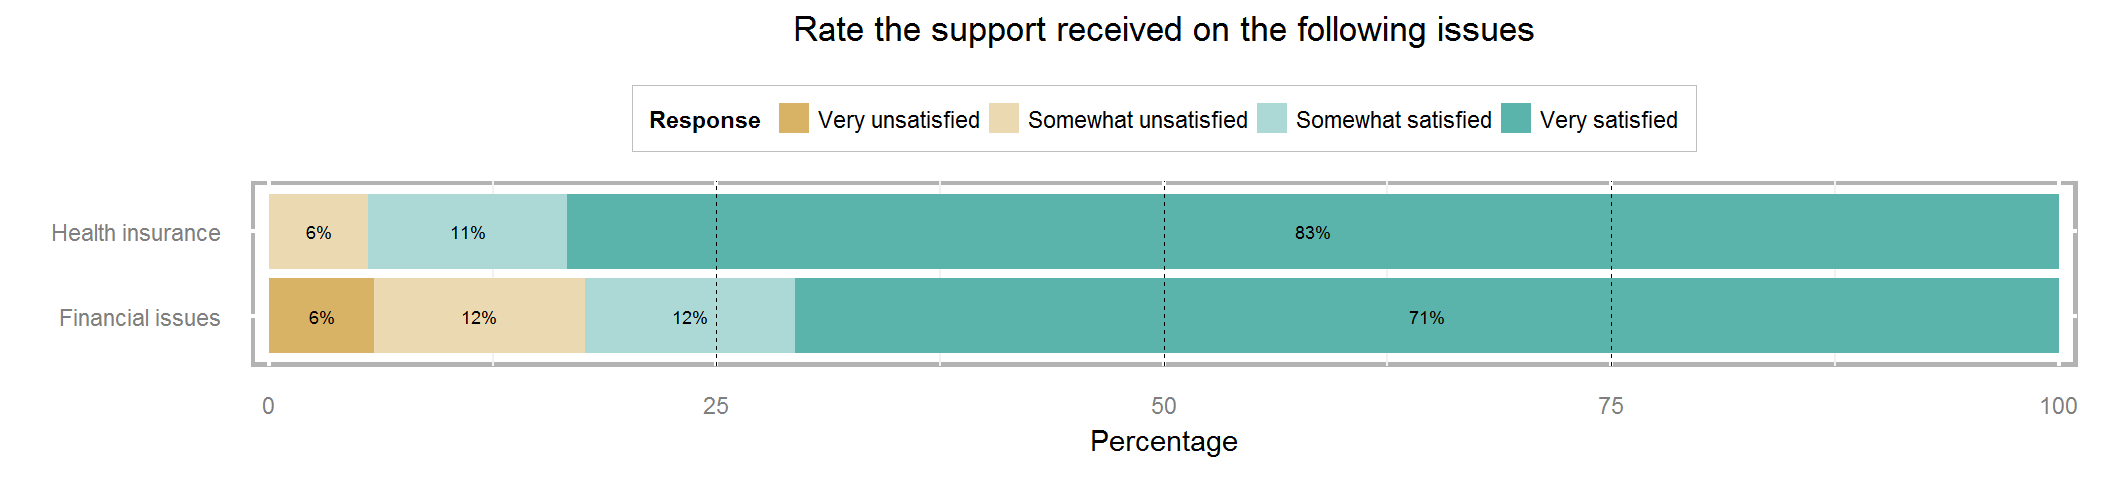 Rate the support received on the following issues
Response Very unsatisfied Somewhat unsatisfied Somewhat satisfied Very satisfied
Health insurance 6% 11% 83%
Financial issues 6% 12% 12% 71%
0 25 50 75 100
Percentage